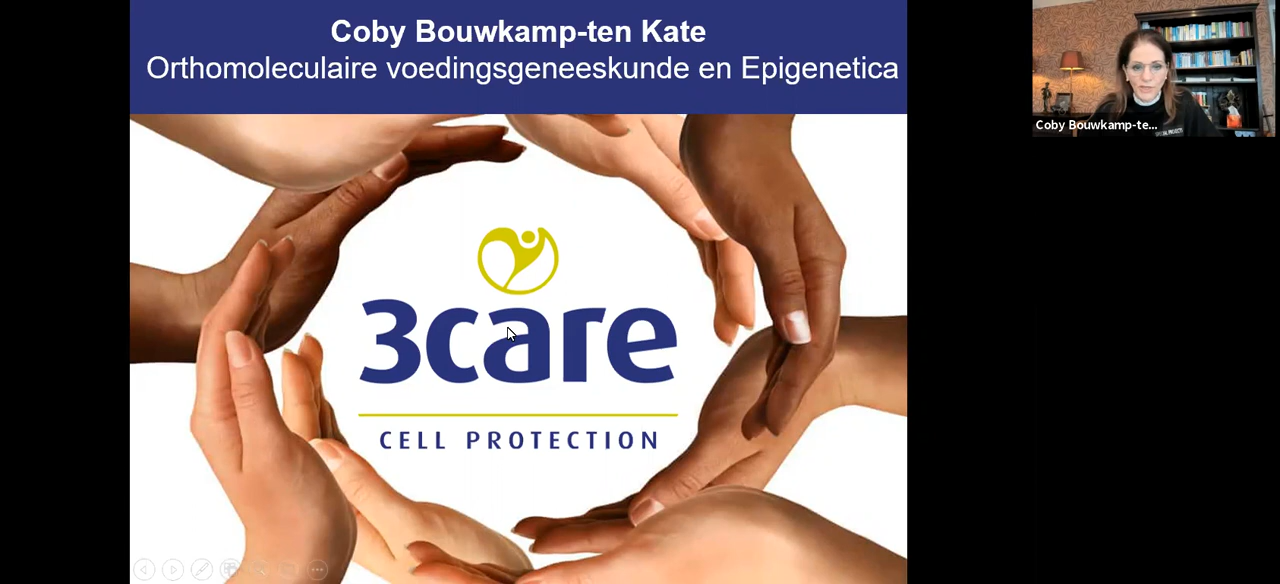 Coby Bouwkamp-ten Kate
Orthomoleculaire voedingsgeneeskunde en Epigenetica
Coby Bouwkamp-te...
3care
CELL PROTECTION